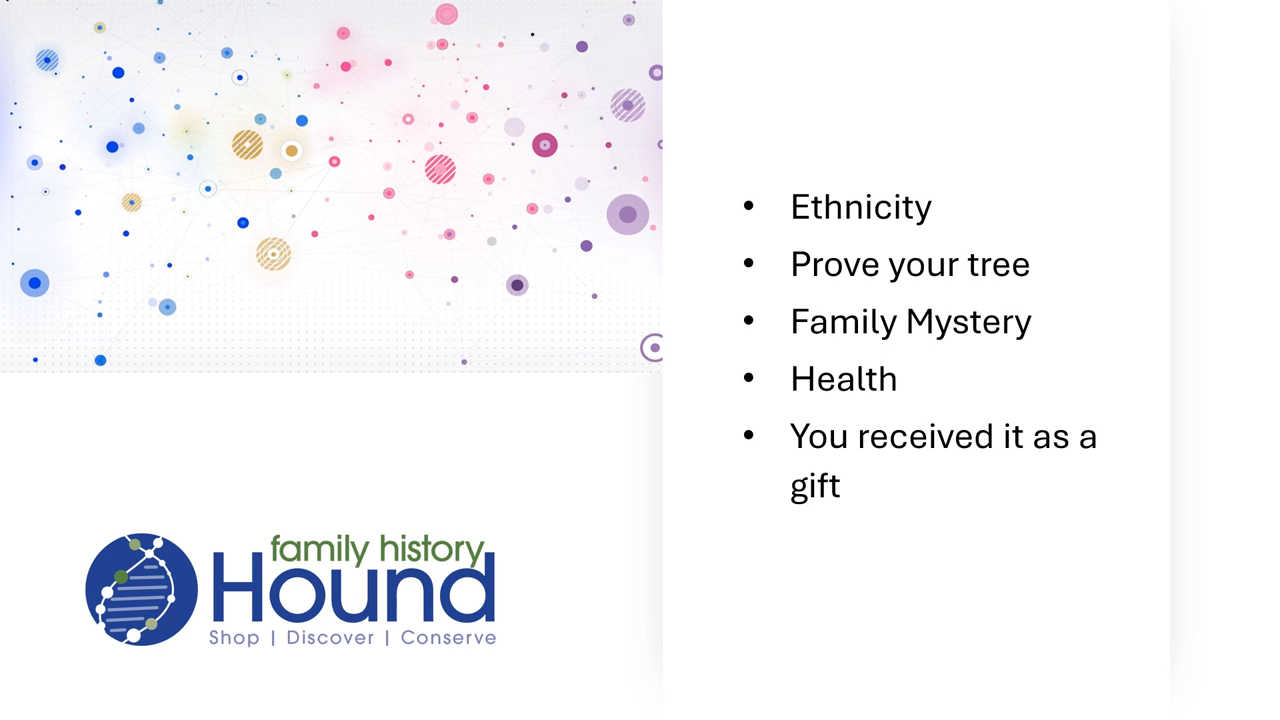 • Ethnicity
• Prove your tree
• Family Mystery
• Health
• You received it as a
gift
family history
Hound
Shop | Discover | Conserve